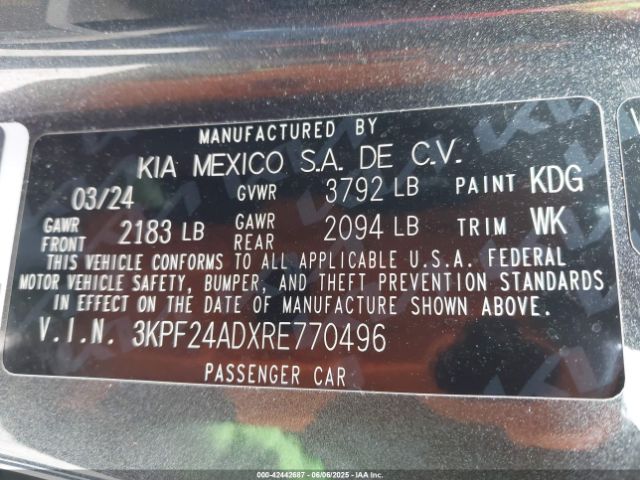 MANUFACTURED BY
KIA MEXICO S.A. DE C.V.
03/24 GVWR 3792 LB PAINT KDG
GAWR FRONT 2183 LB GAWR REAR 2094 LB TRIM WK
THIS VEHICLE CONFORMS TO ALL APPLICABLE U.S.A. FEDERAL
MOTOR VEHICLE SAFETY, BUMPER, AND THEFT PREVENTION STANDARDS
IN EFFECT ON THE DATE OF MANUFACTURE SHOWN ABOVE.
V.I.N. 3KPF24ADXRE770496
PASSENGER CAR
000-42442687 - 06/06/2025 - IAAI.COM